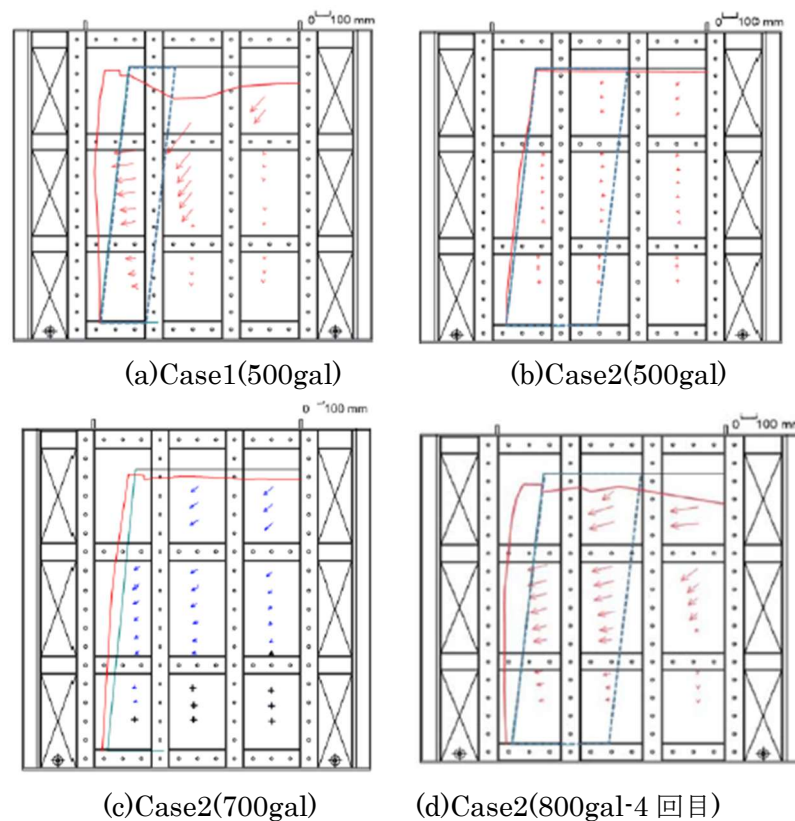 0 100 mm
0 100 mm
(a)Case1(500gal)
(b)Case2(500gal)
0 100 mm
0 100 mm
(c)Case2(700gal)
(d)Case2(800gal-4 回目)